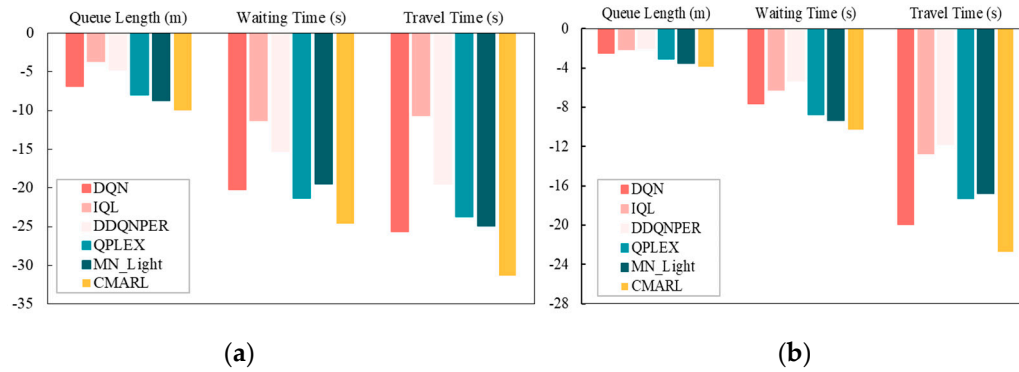 Queue Length (m) Waiting Time (s) Travel Time (s)
0
-5
-10
-15
-20
-25
-30
-35
DQN
IQL
DDQNPER
QPLEX
MN_Light
CMARL
(a)
Queue Length (m) Waiting Time (s) Travel Time (s)
0
-4
-8
-12
-16
-20
-24
-28
DQN
IQL
DDQNPER
QPLEX
MN_Light
CMARL
(b)